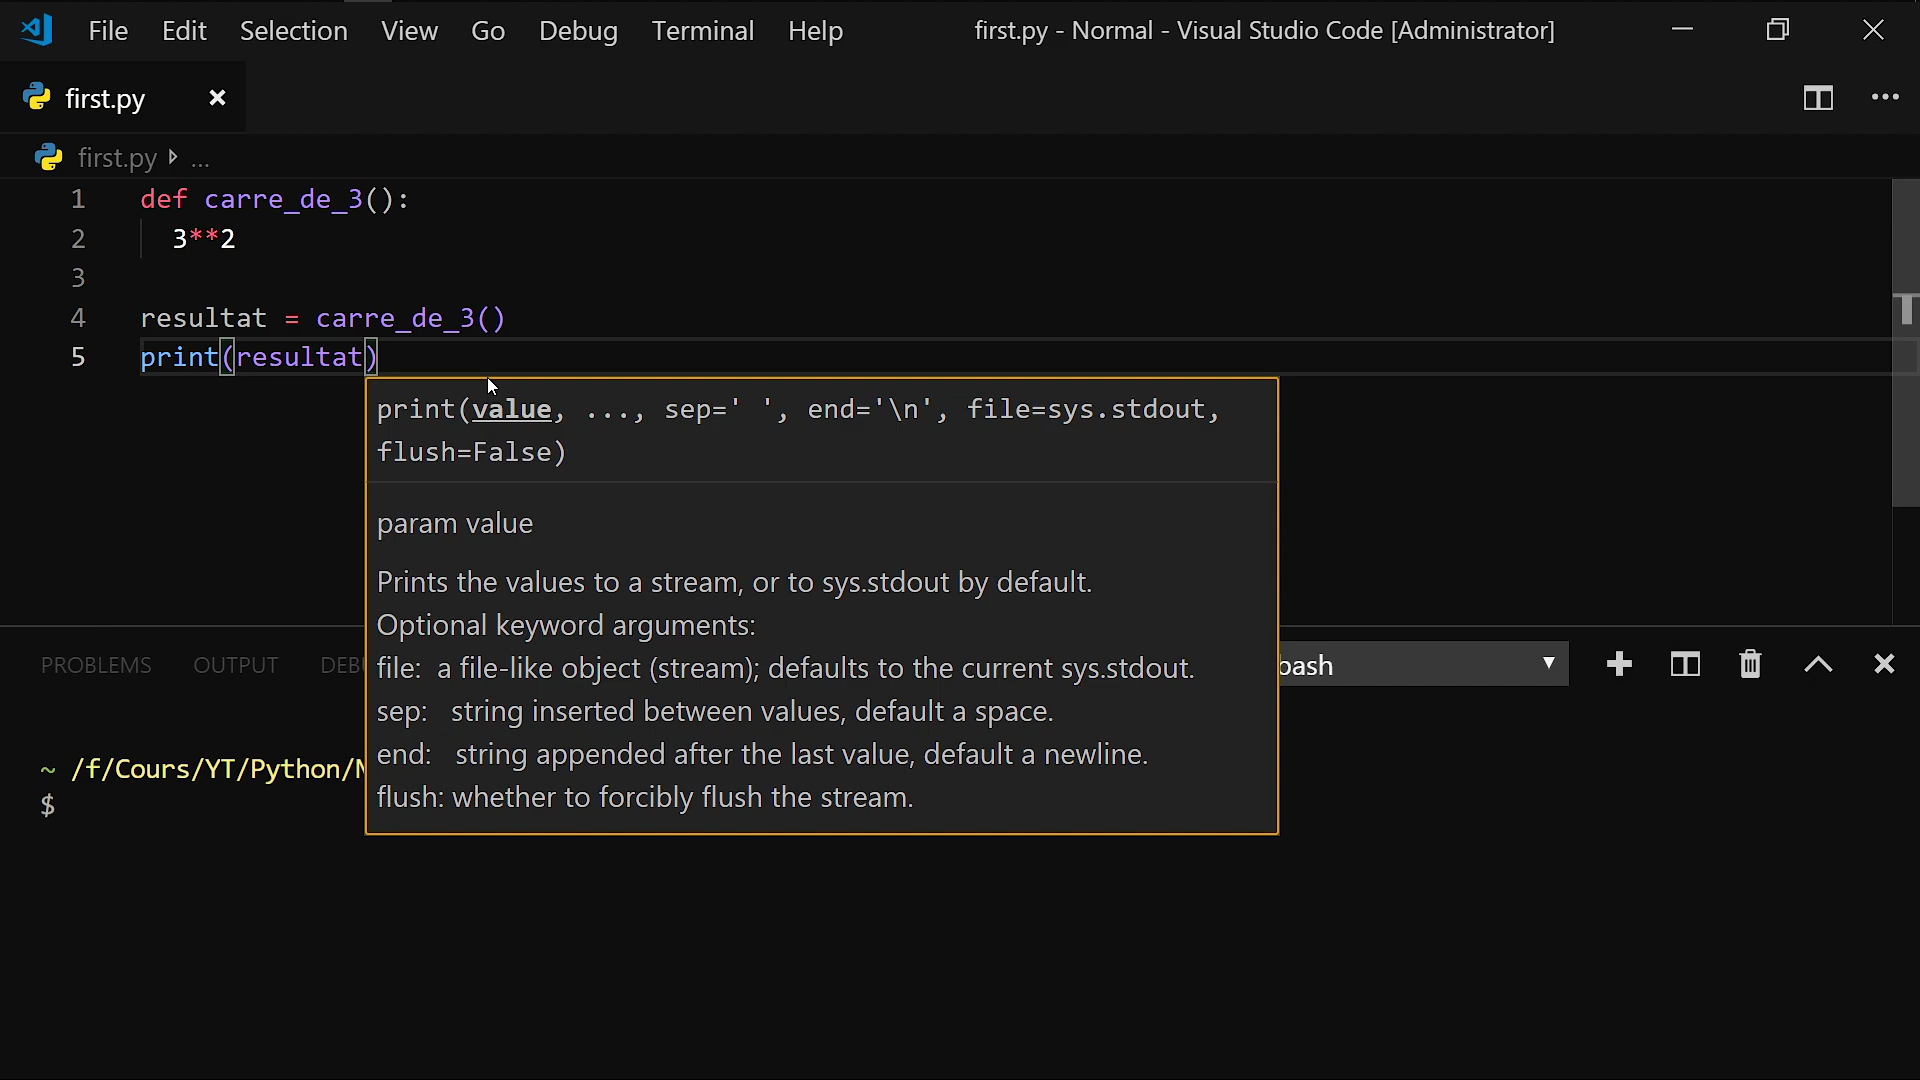 File Edit Selection View Go Debug Terminal Help first.py - Normal - Visual Studio Code [Administrator]
first.py
first.py ...
1 def carre_de_3():
2 3**2
3
4 resultat = carre_de_3()
5 print(resultat)
print(value, ..., sep=' ', end='\n', file=sys.stdout,
flush=False)
param value
Prints the values to a stream, or to sys.stdout by default.
Optional keyword arguments:
file: a file-like object (stream); defaults to the current sys.stdout.
sep: string inserted between values, default a space.
end: string appended after the last value, default a newline.
flush: whether to forcibly flush the stream.
PROBLEMS OUTPUT bash
~ /f/Cours/YT/Python/
$